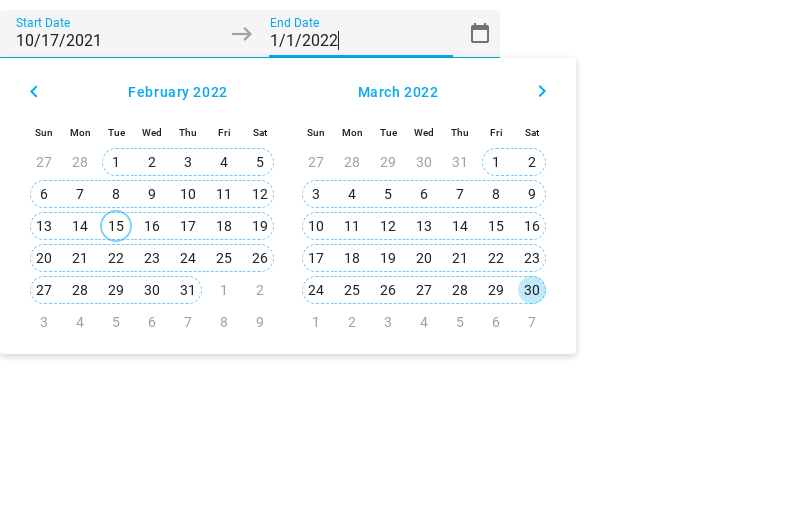 Start Date
End Date
10/17/2021
1/1/2022
February 2022
March 2022
Sun Mon Tue Wed Thu Fri Sat
Sun Mon Tue Wed Thu Fri Sat
27 28 1 2 3 4 5
27 28 29 30 31 1 2
6 7 8 9 10 11 12
3 4 5 6 7 8 9
13 14 15 16 17 18 19
10 11 12 13 14 15 16
20 21 22 23 24 25 26
17 18 19 20 21 22 23
27 28 29 30 31 1 2
24 25 26 27 28 29 30
3 4 5 6 7 8 9
1 2 3 4 5 6 7